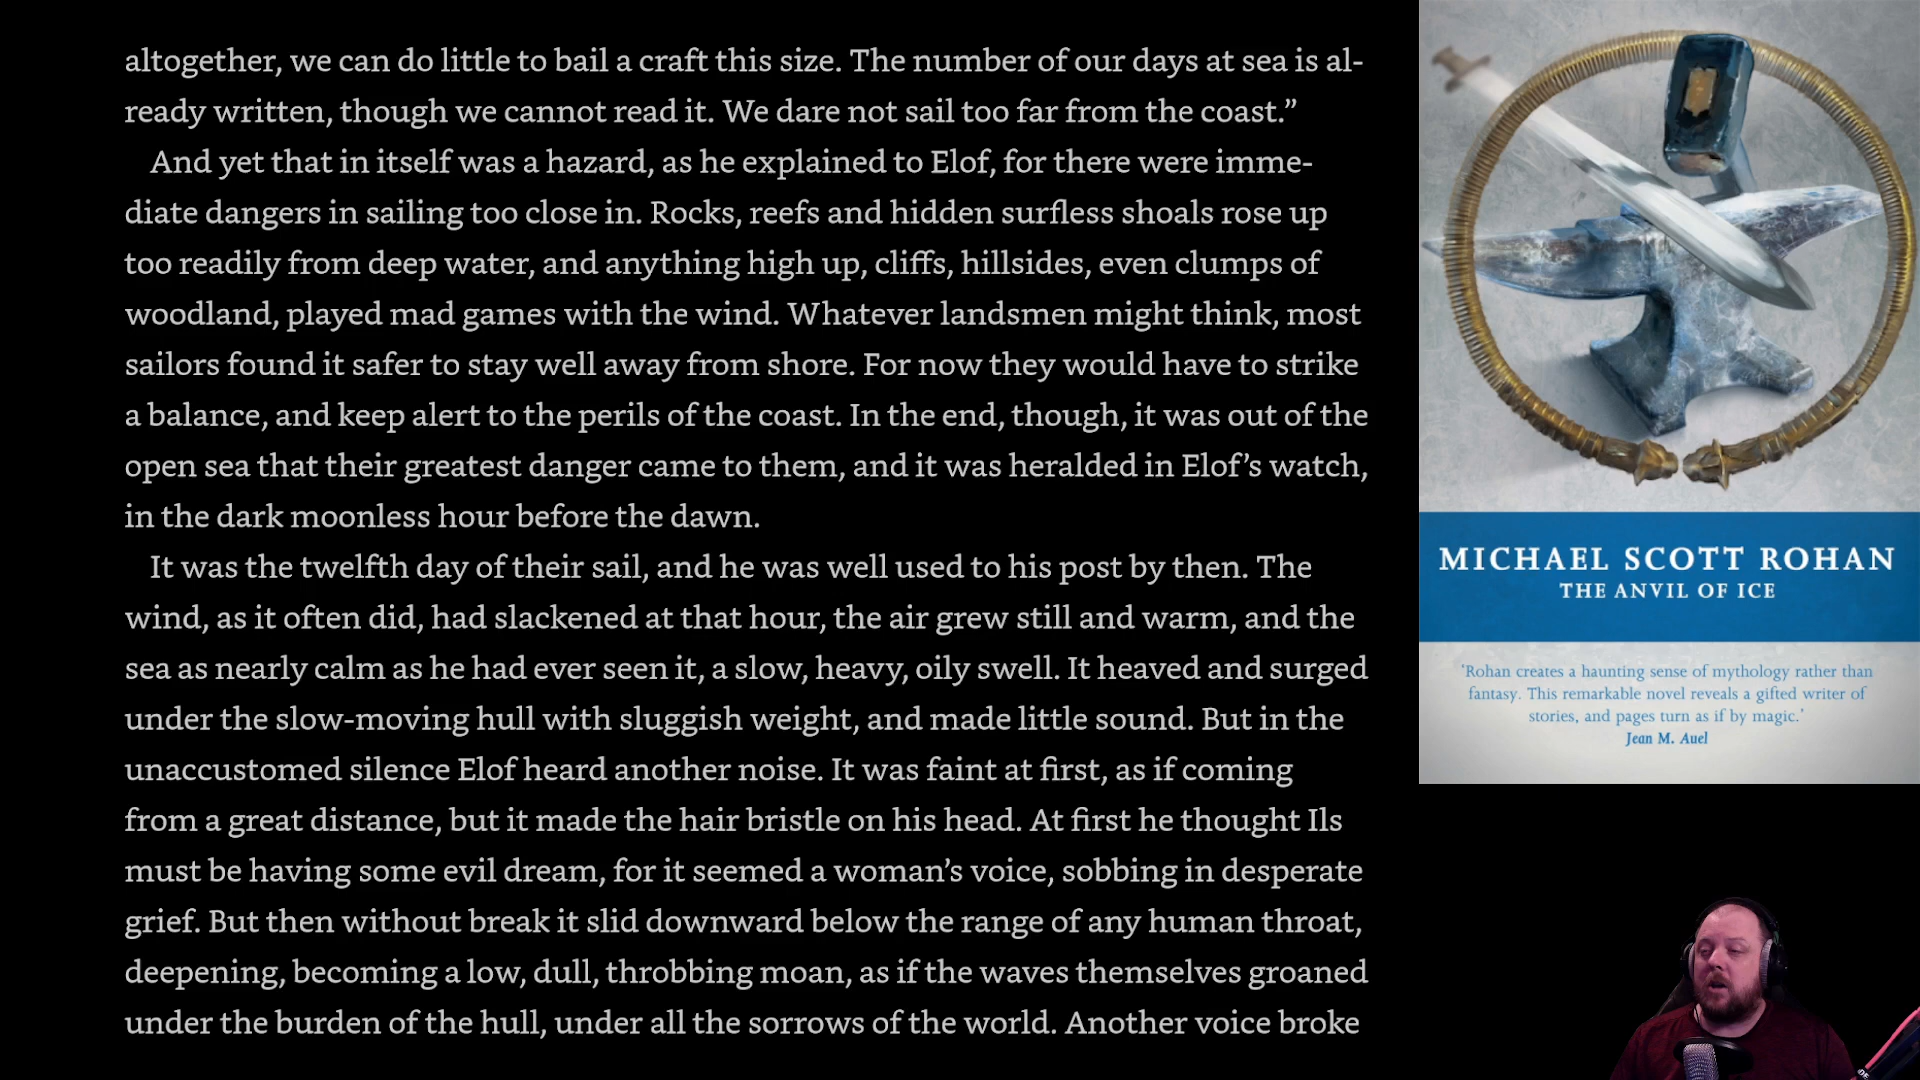 altogether, we can do little to bail a craft this size. The number of our days at sea is al-
ready written, though we cannot read it. We dare not sail too far from the coast.”
And yet that in itself was a hazard, as he explained to Elof, for there were imme-
diate dangers in sailing too close in. Rocks, reefs and hidden surfless shoals rose up
too readily from deep water, and anything high up, cliffs, hillsides, even clumps of
woodland, played mad games with the wind. Whatever landsmen might think, most
sailors found it safer to stay well away from shore. For now they would have to strike
a balance, and keep alert to the perils of the coast. In the end, though, it was out of the
open sea that their greatest danger came to them, and it was heralded in Elof’s watch,
in the dark moonless hour before the dawn.
It was the twelfth day of their sail, and he was well used to his post by then. The
wind, as it often did, had slackened at that hour, the air grew still and warm, and the
sea as nearly calm as he had ever seen it, a slow, heavy, oily swell. It heaved and surged
under the slow-moving hull with sluggish weight, and made little sound. But in the
unaccustomed silence Elof heard another noise. It was faint at first, as if coming
from a great distance, but it made the hair bristle on his head. At first he thought Ils
must be having some evil dream, for it seemed a woman’s voice, sobbing in desperate
grief. But then without break it slid downward below the range of any human throat,
deepening, becoming a low, dull, throbbing moan, as if the waves themselves groaned
under the burden of the hull, under all the sorrows of the world. Another voice broke
MICHAEL SCOTT ROHAN
THE ANVIL OF ICE
‘Rohan creates a haunting sense of mythology rather than
fantasy. This remarkable novel reveals a gifted writer of
stories, and pages turn as if by magic.’
Jean M. Auel